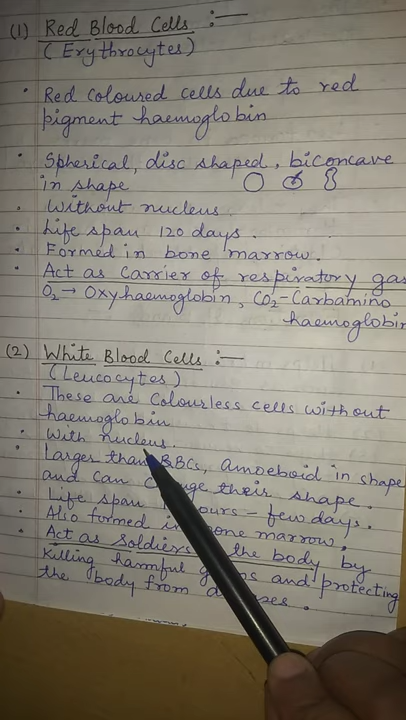 (1) Red Blood Cells :—
(Erythrocytes)
• Red coloured cells due to red
pigment haemoglobin
• Spherical, disc shaped, biconcave
in shape
• Without nucleus.
• Life span 120 days.
• Formed in bone marrow.
• Act as Carrier of respiratory gas
O₂ → Oxyhaemoglobin, CO₂-Carbamino
haemoglobin
(2) White Blood Cells :—
(Leucocytes)
• These are Colourless cells without
haemoglobin
• With nucleus.
• Larger than RBCs, amoeboid in shape
and can their shape.
• Life span - few days.
• Also formed in bone marrow.
• Act as Soldiers the body by
killing harmful and protecting
the body from